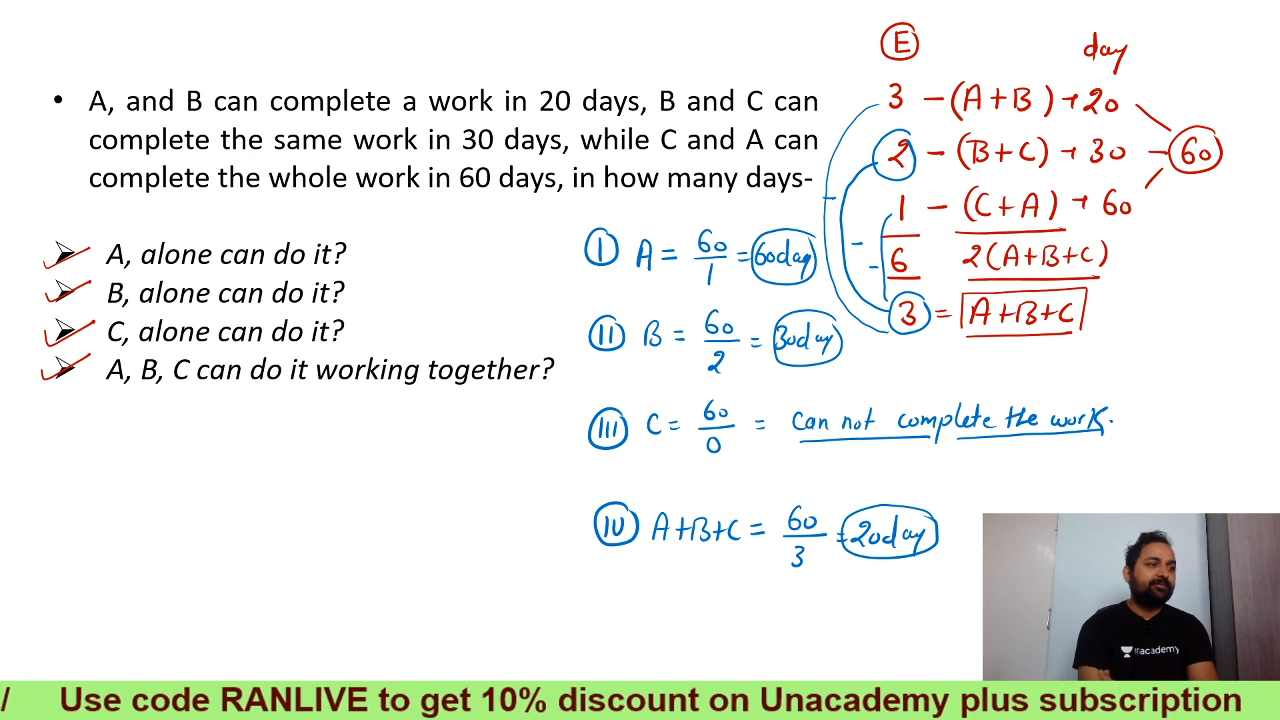 • A, and B can complete a work in 20 days, B and C can
complete the same work in 30 days, while C and A can
complete the whole work in 60 days, in how many days-
A, alone can do it?
B, alone can do it?
C, alone can do it?
A, B, C can do it working together?
E day
3 – (A+B) → 20
2 – (B+C) → 30 – 60
1 – (C+A) → 60
6 2(A+B+C)
3 = A+B+C
I A = 60/1 = 60day
II B = 60/2 = 30day
III C = 60/0 = Can not complete the work.
IV A+B+C = 60/3 = 20day
unacademy
/ Use code RANLIVE to get 10% discount on Unacademy plus subscription